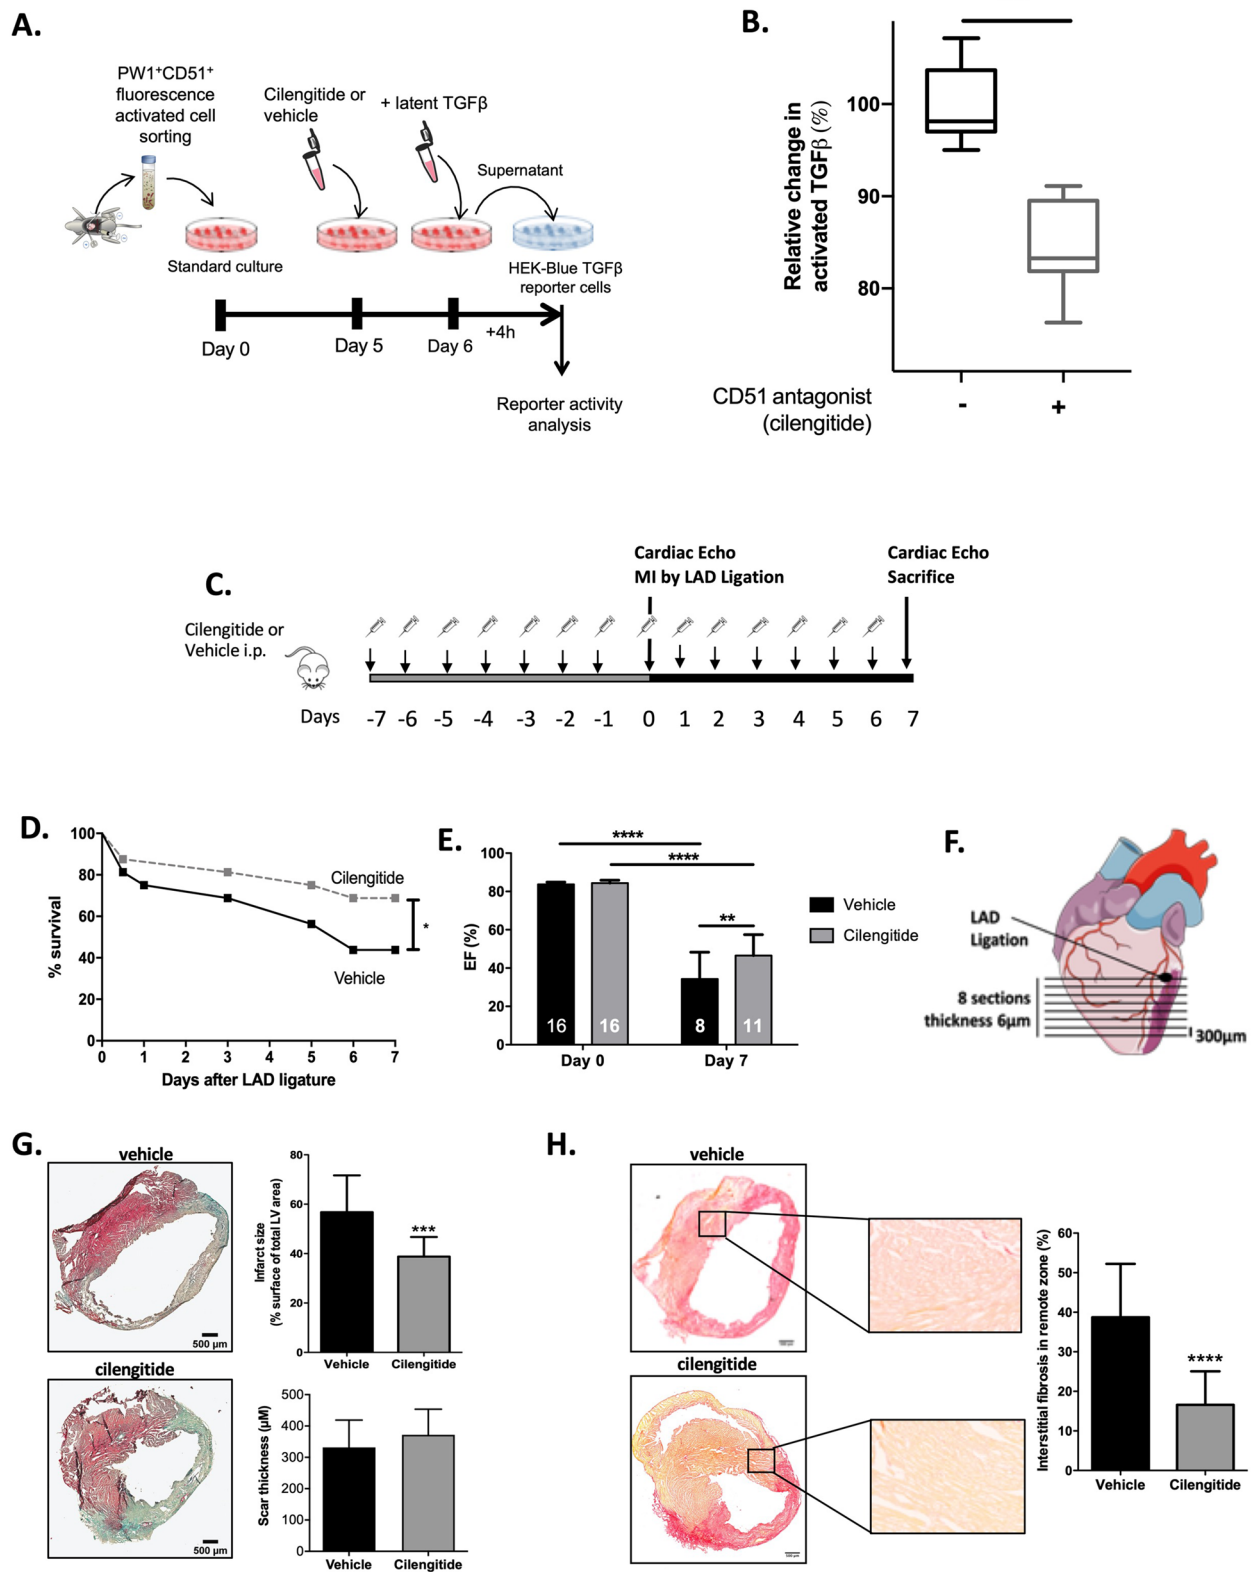 A.
PW1⁺CD51⁺
fluorescence
activated cell
sorting
Cilengitide or
vehicle
+ latent TGFβ
Supernatant
Standard culture
HEK-Blue TGFβ
reporter cells
Day 0
Day 5
Day 6
+4h
Reporter activity
analysis
B.
Relative change in
activated TGFβ (%)
100
90
80
CD51 antagonist
(cilengitide)
-
+
C.
Cardiac Echo
MI by LAD Ligation
Cardiac Echo
Sacrifice
Cilengitide or
Vehicle i.p.
Days
-7 -6 -5 -4 -3 -2 -1 0 1 2 3 4 5 6 7
D.
% survival
100
80
60
40
20
0
Cilengitide
*
Vehicle
0 1 2 3 4 5 6 7
Days after LAD ligature
E.
EF (%)
100
80
60
40
20
0
****
****
**
16 16 8 11
Day 0 Day 7
Vehicle
Cilengitide
F.
LAD
Ligation
8 sections
thickness 6µm
300µm
G.
vehicle
500 µm
cilengitide
500 µm
Infarct size
(% surface of total LV area)
80
60
40
20
0
***
Vehicle Cilengitide
Scar thickness (µM)
500
400
300
200
100
0
Vehicle Cilengitide
H.
vehicle
cilengitide
Interstitial fibrosis in remote zone (%)
60
50
40
30
20
10
0
****
Vehicle Cilengitide